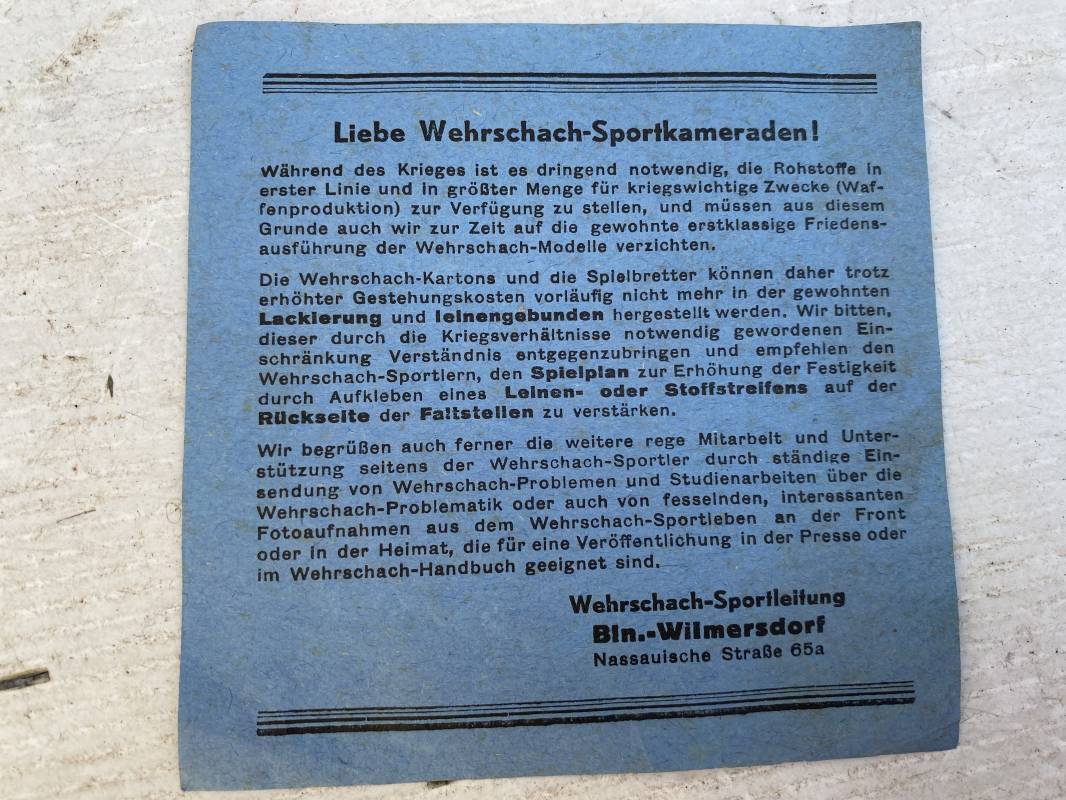 Liebe Wehrschach-Sportkameraden!
Während des Krieges ist es dringend notwendig, die Rohstoffe in
erster Linie und in größter Menge für kriegswichtige Zwecke (Waf-
fenproduktion) zur Verfügung zu stellen, und müssen aus diesem
Grunde auch wir zur Zeit auf die gewohnte erstklassige Friedens-
ausführung der Wehrschach-Modelle verzichten.
Die Wehrschach-Kartons und die Spielbretter können daher trotz
erhöhter Gestehungskosten vorläufig nicht mehr in der gewohnten
Lackierung und leinengebunden hergestellt werden. Wir bitten,
dieser durch die Kriegsverhältnisse notwendig gewordenen Ein-
schränkung Verständnis entgegenzubringen und empfehlen den
Wehrschach-Sportlern, den Spielplan zur Erhöhung der Festigkeit
durch Aufkleben eines Leinen- oder Stoffstreifens auf der
Rückseite der Faltstellen zu verstärken.
Wir begrüßen auch ferner die weitere rege Mitarbeit und Unter-
stützung seitens der Wehrschach-Sportler durch ständige Ein-
sendung von Wehrschach-Problemen und Studienarbeiten über die
Wehrschach-Problematik oder auch von fesselnden, interessanten
Fotoaufnahmen aus dem Wehrschach-Sportleben an der Front
oder in der Heimat, die für eine Veröffentlichung in der Presse oder
im Wehrschach-Handbuch geeignet sind.
Wehrschach-Sportleitung
Bln.-Wilmersdorf
Nassauische Straße 65a